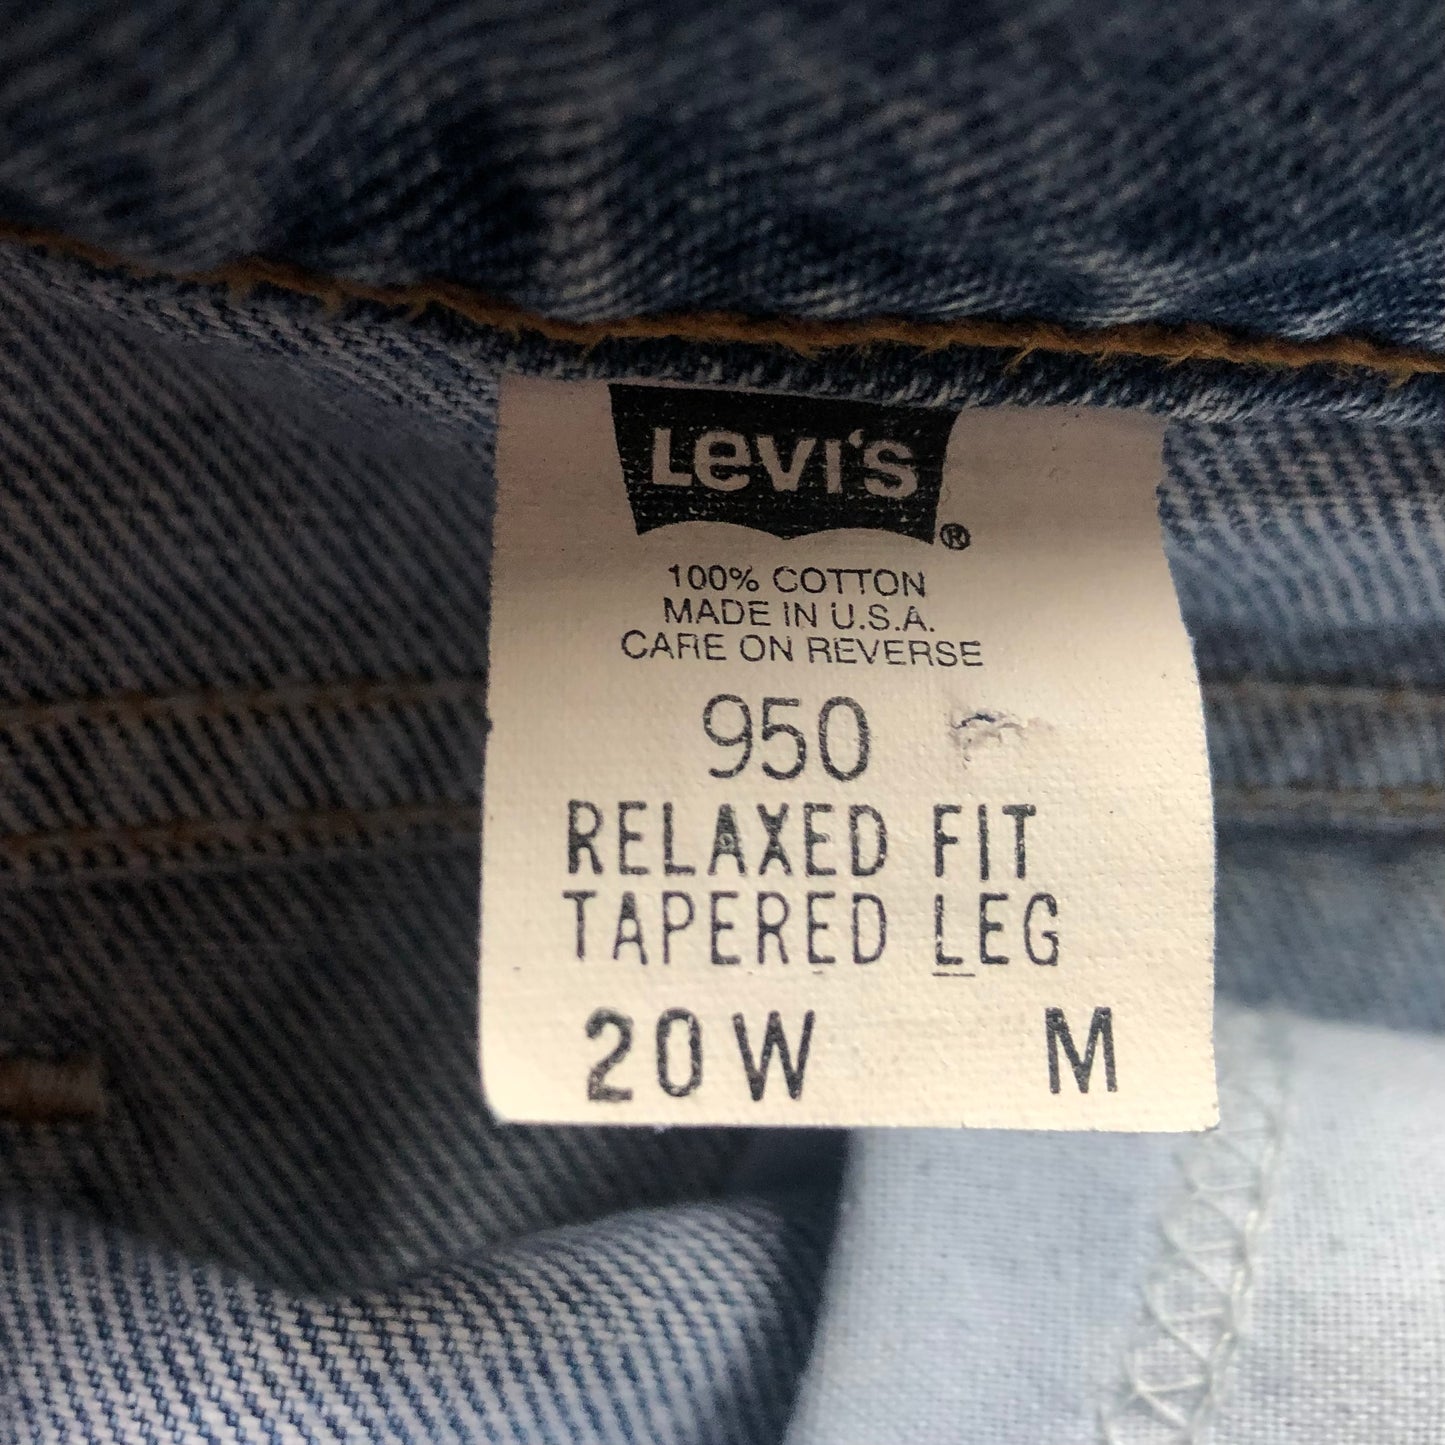 Levi's ®
100% COTTON
MADE IN U.S.A.
CARE ON REVERSE
950
RELAXED FIT
TAPERED LEG
20 W M